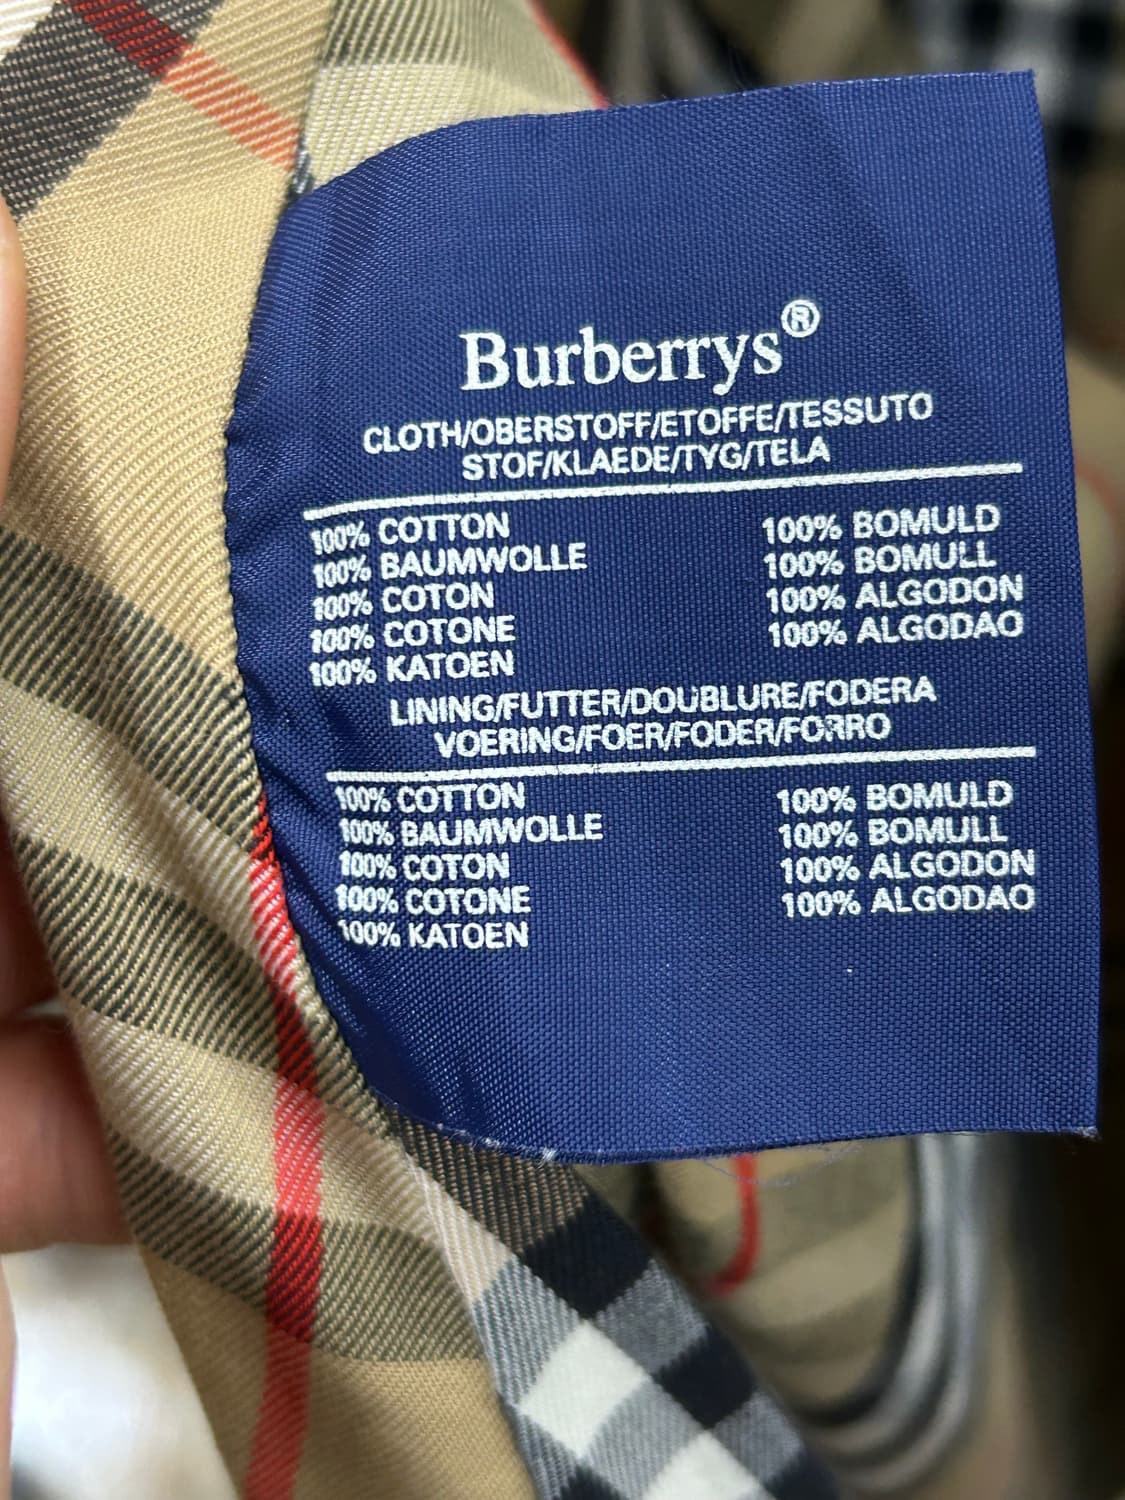 Burberrys®
CLOTH/OBERSTOFF/ETOFFE/TESSUTO
STOF/KLAEDE/TYG/TELA
100% COTTON 100% BOMULD
100% BAUMWOLLE 100% BOMULL
100% COTON 100% ALGODON
100% COTONE 100% ALGODAO
100% KATOEN
LINING/FUTTER/DOUBLURE/FODERA
VOERING/FOER/FODER/FORRO
100% COTTON 100% BOMULD
100% BAUMWOLLE 100% BOMULL
100% COTON 100% ALGODON
100% COTONE 100% ALGODAO
100% KATOEN